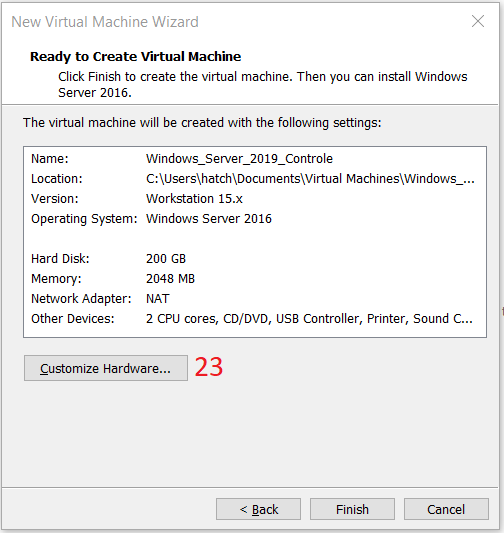 New Virtual Machine Wizard
Ready to Create Virtual Machine
Click Finish to create the virtual machine. Then you can install Windows
Server 2016.
The virtual machine will be created with the following settings:
Name: Windows_Server_2019_Controle
Location: C:\Users\hatch\Documents\Virtual Machines\Windows_...
Version: Workstation 15.x
Operating System: Windows Server 2016
Hard Disk: 200 GB
Memory: 2048 MB
Network Adapter: NAT
Other Devices: 2 CPU cores, CD/DVD, USB Controller, Printer, Sound C...
Customize Hardware... 23
< Back Finish Cancel